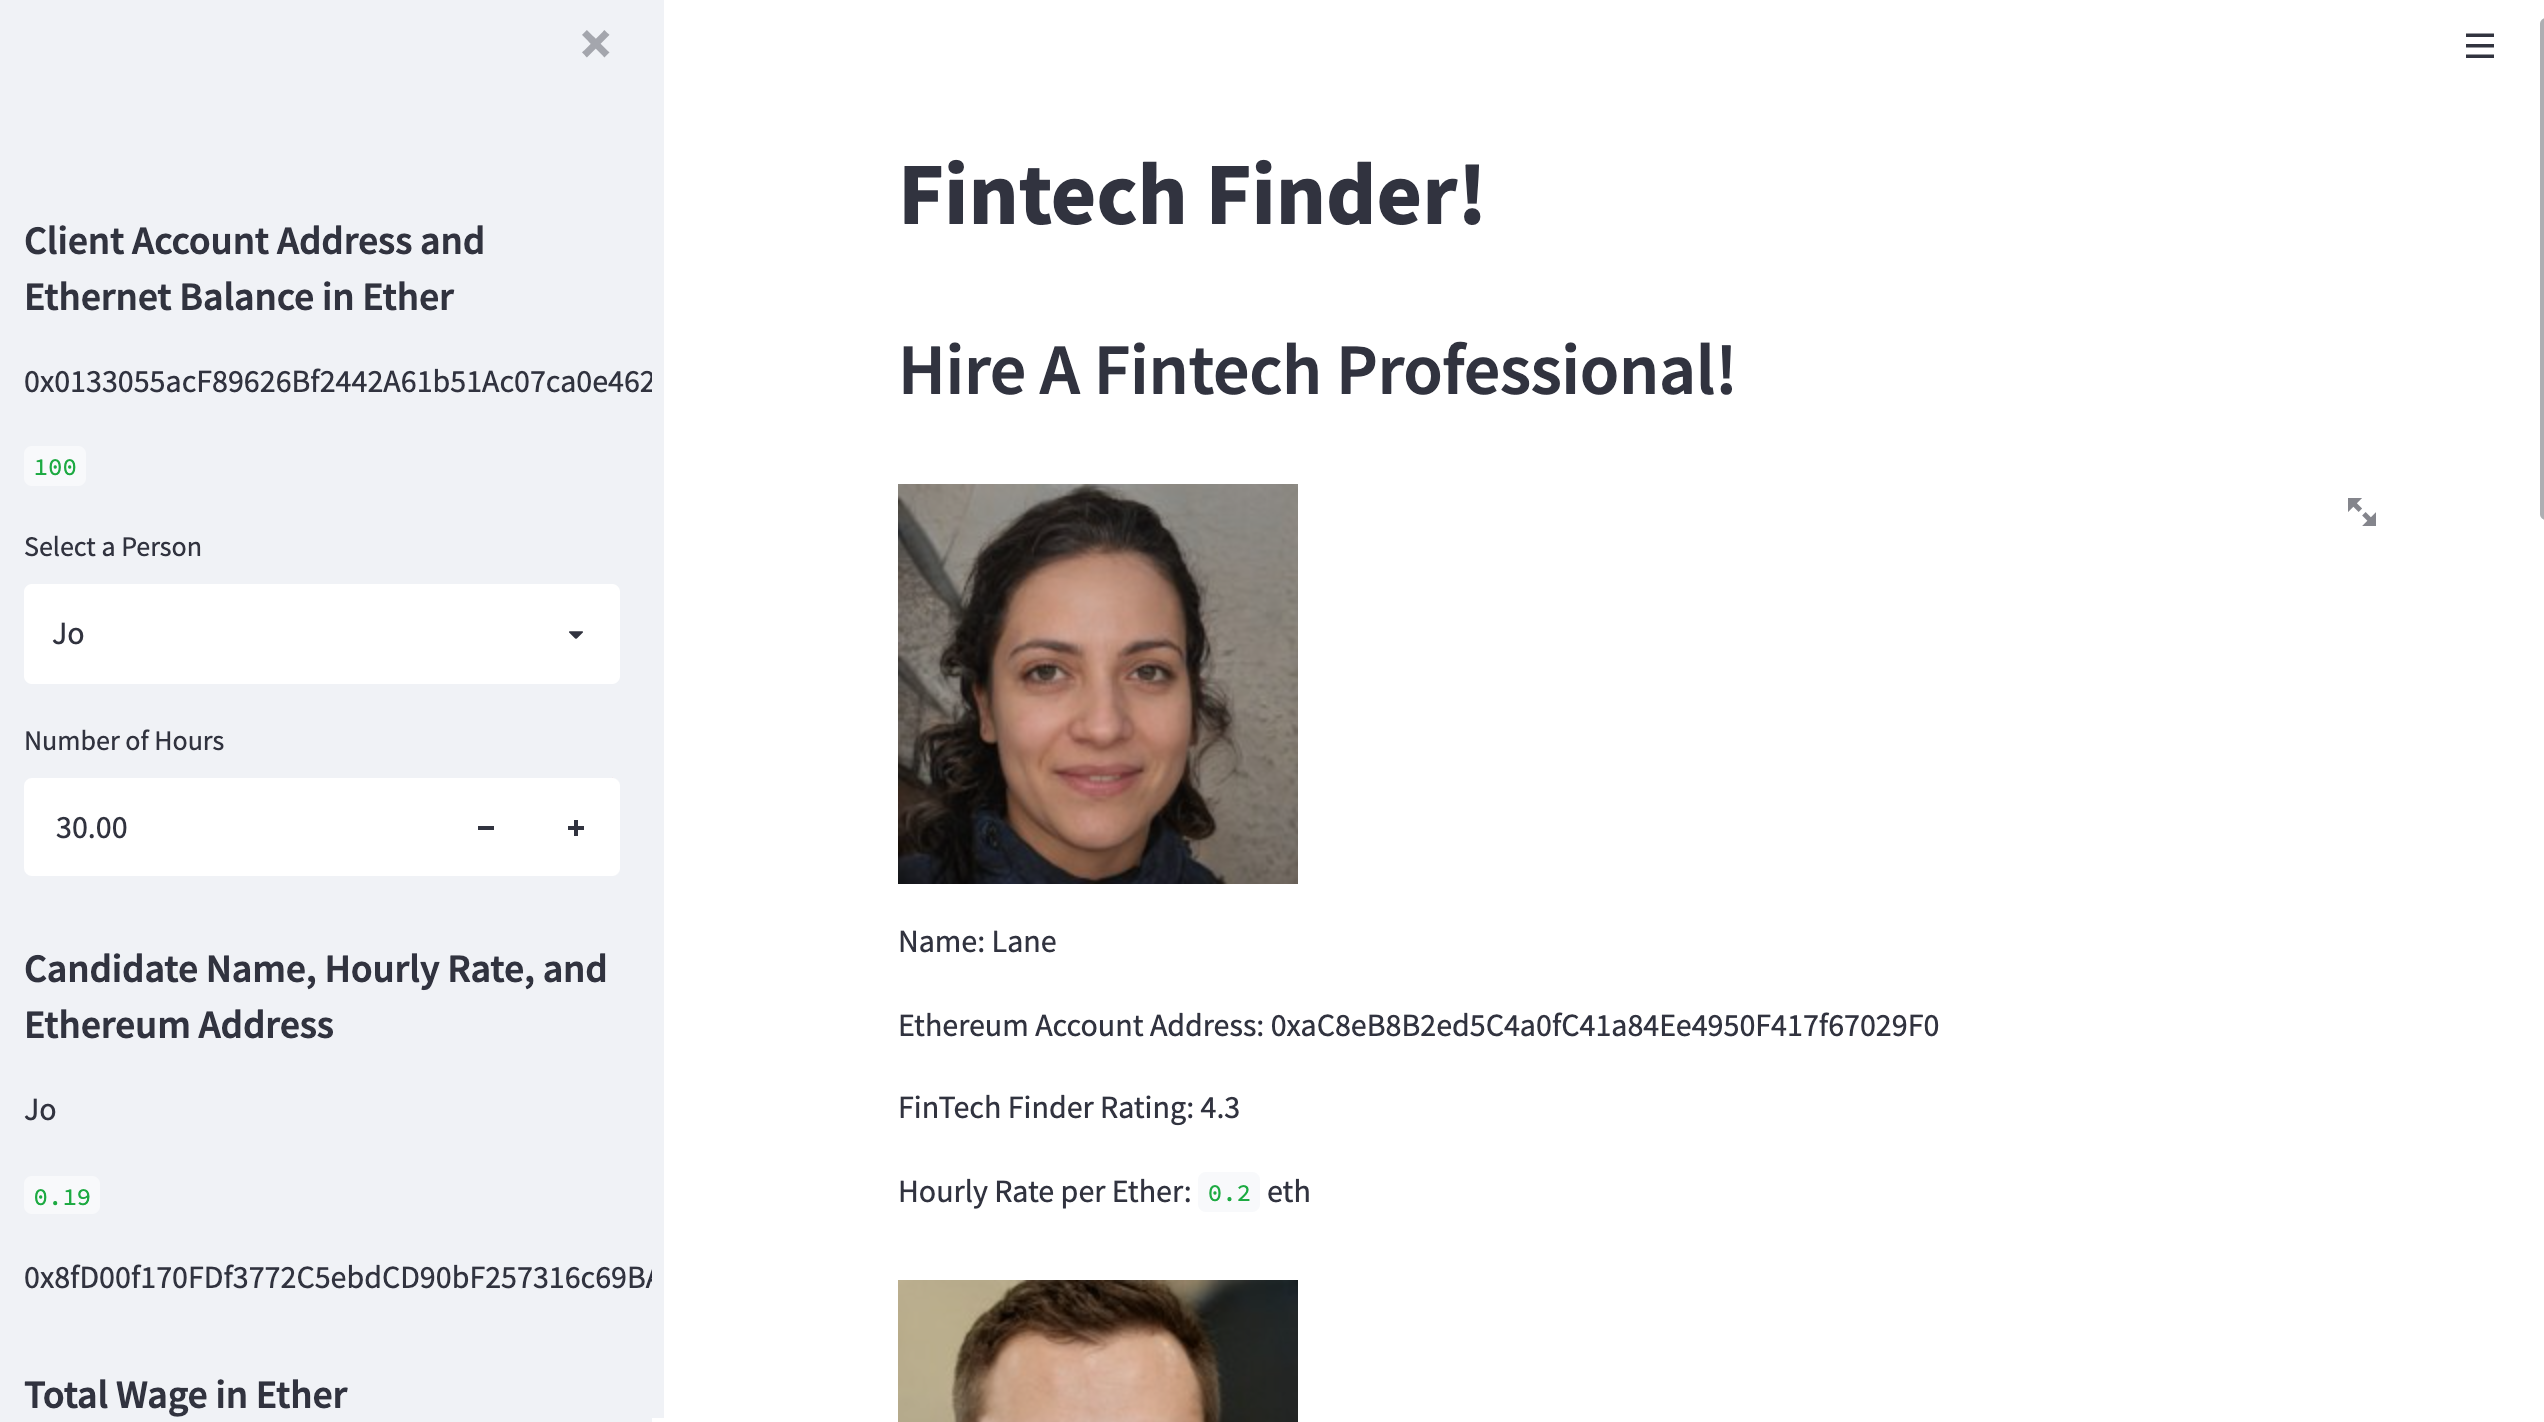 Client Account Address and
Ethernet Balance in Ether
0x0133055acF89626Bf2442A61b51Ac07ca0e462
100
Select a Person
Jo
Number of Hours
30.00
Candidate Name, Hourly Rate, and
Ethereum Address
Jo
0.19
0x8fD00f170FDf3772C5ebdCD90bF257316c69BA
Total Wage in Ether
Fintech Finder!
Hire A Fintech Professional!
Name: Lane
Ethereum Account Address: 0xaC8eB8B2ed5C4a0fC41a84Ee4950F417f67029F0
FinTech Finder Rating: 4.3
Hourly Rate per Ether: 0.2 eth